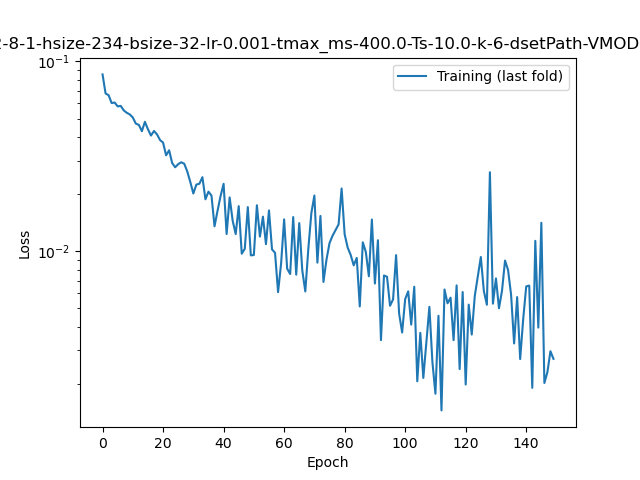 -8-1-hsize-234-bsize-32-lr-0.001-tmax_ms-400.0-Ts-10.0-k-6-dsetPath-VMOD
10⁻¹
Training (last fold)
Loss
10⁻²
0 20 40 60 80 100 120 140
Epoch